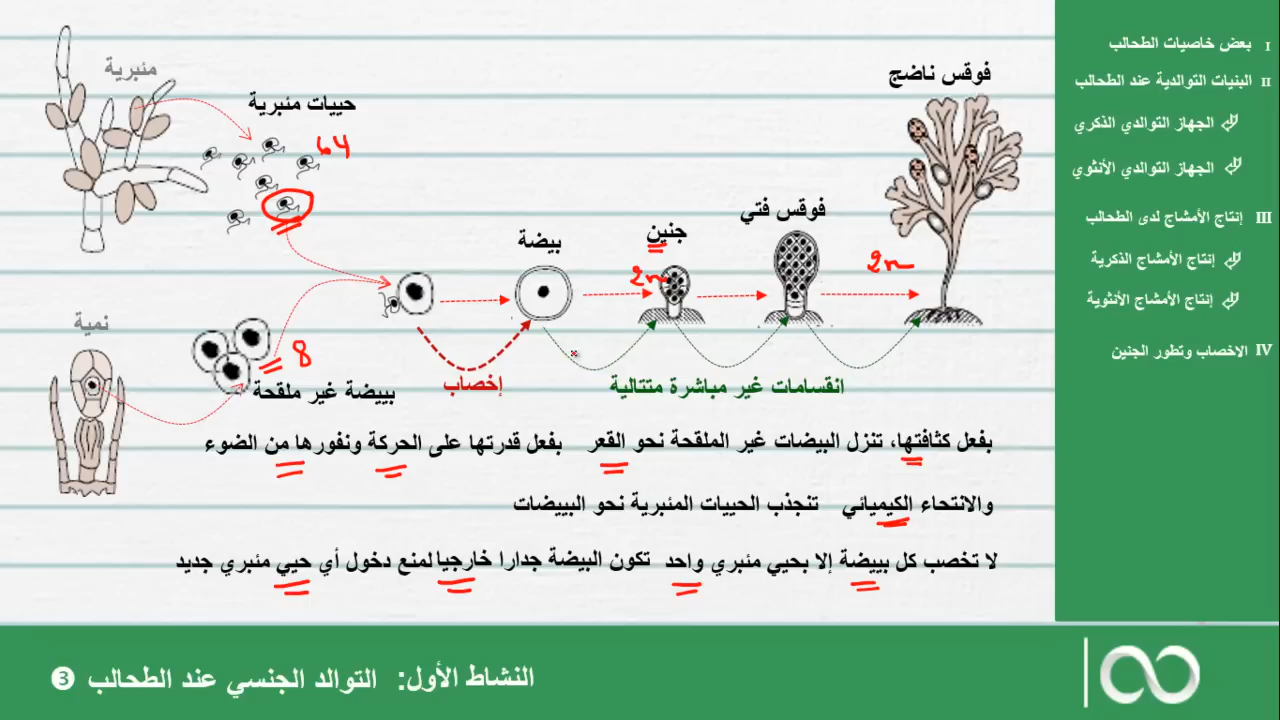 بعض خاصيات الطحالب I
البنيات التوالدية عند الطحالب II
الجهاز التوالدي الذكري
الجهاز التوالدي الأنثوي
إنتاج الأمشاج لدى الطحالب III
إنتاج الأمشاج الذكرية
إنتاج الأمشاج الأنثوية
الاخصاب وتطور الجنين IV
فوقس ناضج
مئبرية
حييات مئبرية
64
فوقس فتي
جنين
بيضة
2n
2n
نمية
8
بييضة غير ملقحة
إخصاب
انقسامات غير مباشرة متتالية
بفعل كثافتها، تنزل البيضات غير الملقحة نحو القعر بفعل قدرتها على الحركة ونفورها من الضوء
والانتحاء الكيميائي تنجذب الحييات المئبرية نحو البييضات
لا تخصب كل بييضة إلا بحيي مئبري واحد تكون البيضة جدارا خارجيا لمنع دخول أي حيي مئبري جديد
النشاط الأول: التوالد الجنسي عند الطحالب ❸